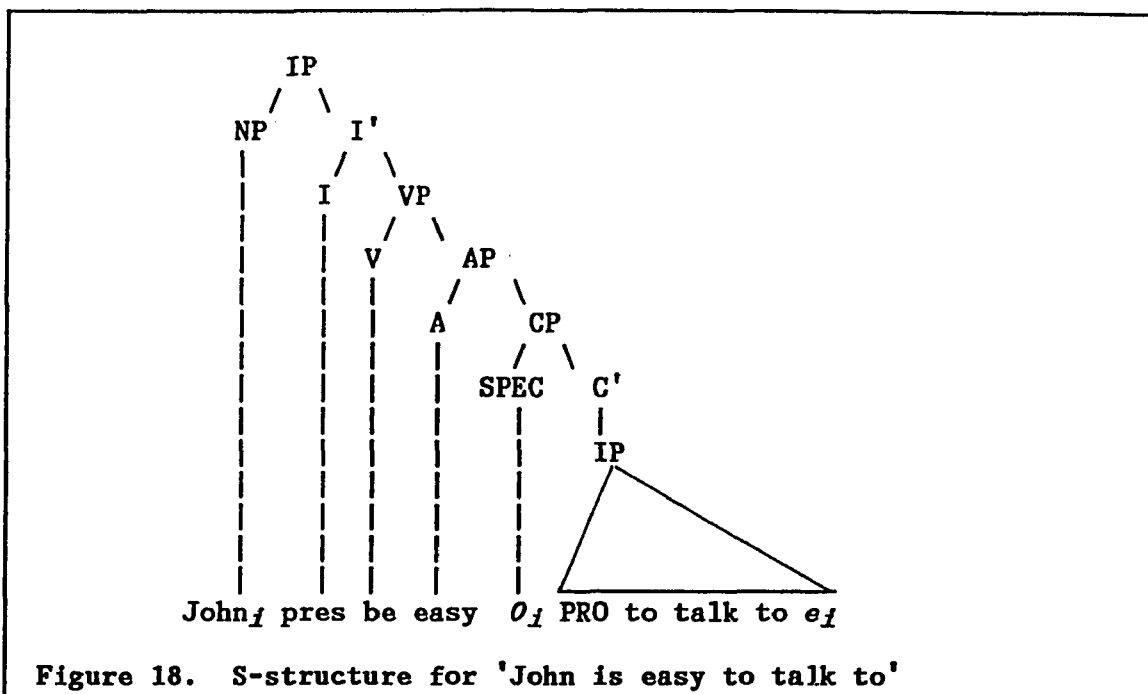 IP
NP I'
I VP
V AP
A CP
SPEC C'
IP
Johni pres be easy Oi PRO to talk to ei
Figure 18. S-structure for 'John is easy to talk to'